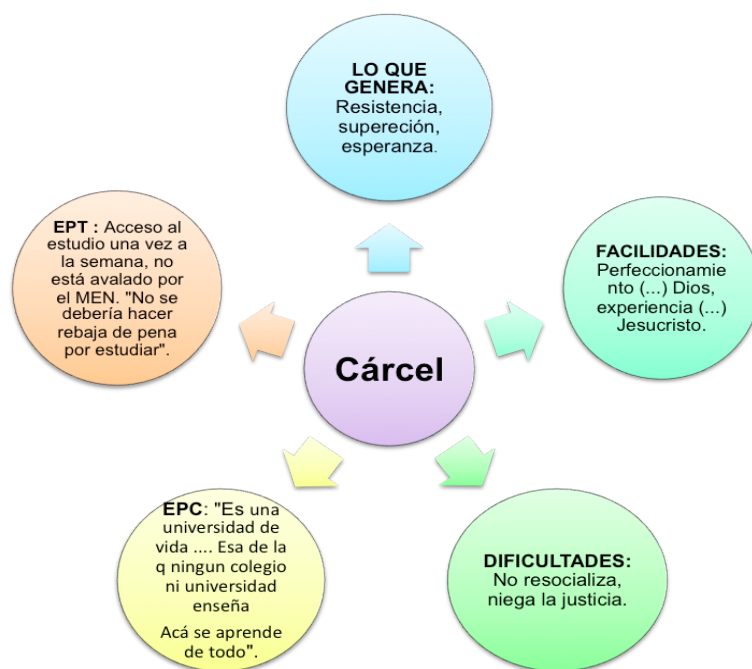 LO QUE
GENERA:
Resistencia,
supereción,
esperanza.
EPT : Acceso al
estudio una vez a
la semana, no
está avalado por
el MEN. "No se
debería hacer
rebaja de pena
por estudiar".
FACILIDADES:
Perfeccionamie
nto (...) Dios,
experiencia (...)
Jesucristo.
Cárcel
EPC: "Es una
universidad de
vida .... Esa de la
q ningun colegio
ni universidad
enseña
Acá se aprende
de todo".
DIFICULTADES:
No resocializa,
niega la justicia.